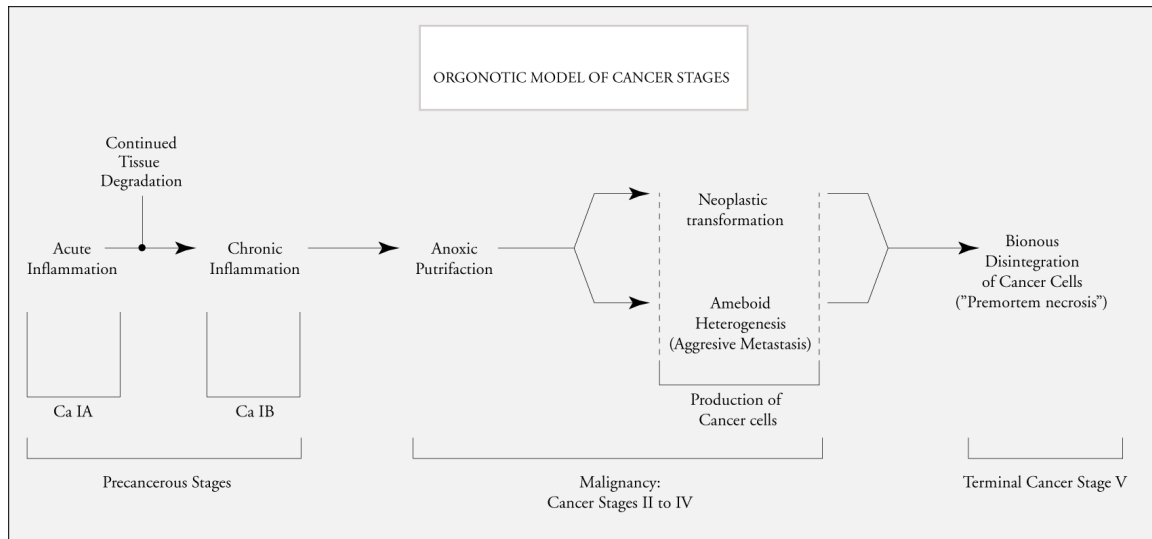 ORGONOTIC MODEL OF CANCER STAGES
Continued
Tissue
Degradation
Acute
Inflammation
Chronic
Inflammation
Anoxic
Putrifaction
Neoplastic
transformation
Ameboid
Heterogenesis
(Aggresive Metastasis)
Bionous
Disintegration
of Cancer Cells
("Premortem necrosis")
Ca IA
Ca IB
Production of
Cancer cells
Precancerous Stages
Malignancy:
Cancer Stages II to IV
Terminal Cancer Stage V